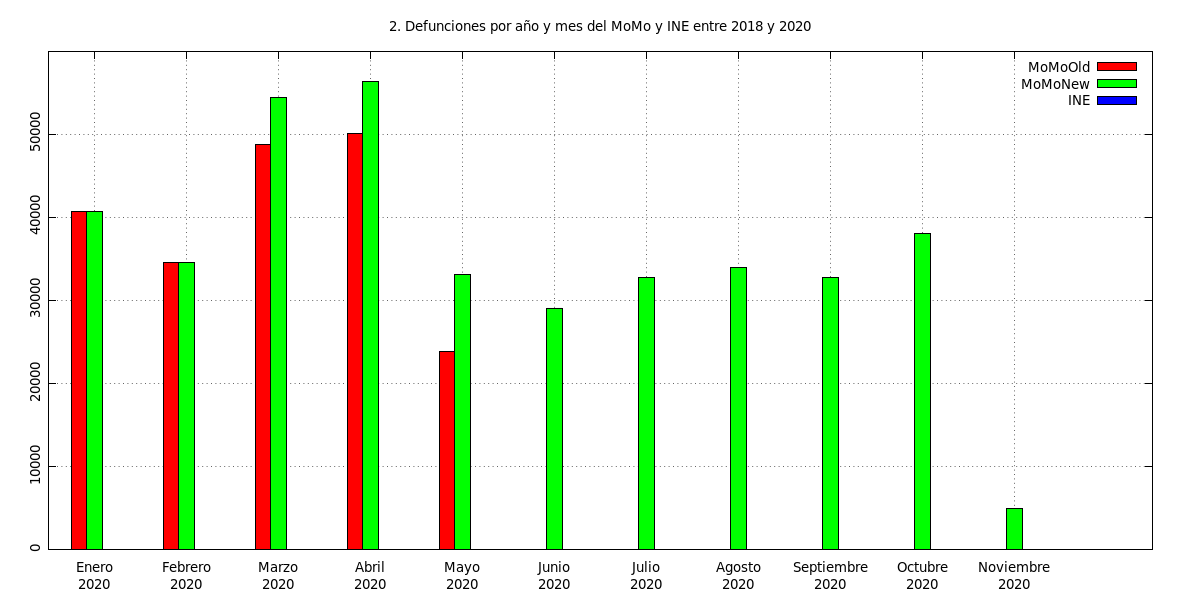 2. Defunciones por año y mes del MoMo y INE entre 2018 y 2020
MoMoOld
MoMoNew
INE
50000
40000
30000
20000
10000
0
Enero
2020
Febrero
2020
Marzo
2020
Abril
2020
Mayo
2020
Junio
2020
Julio
2020
Agosto
2020
Septiembre
2020
Octubre
2020
Noviembre
2020